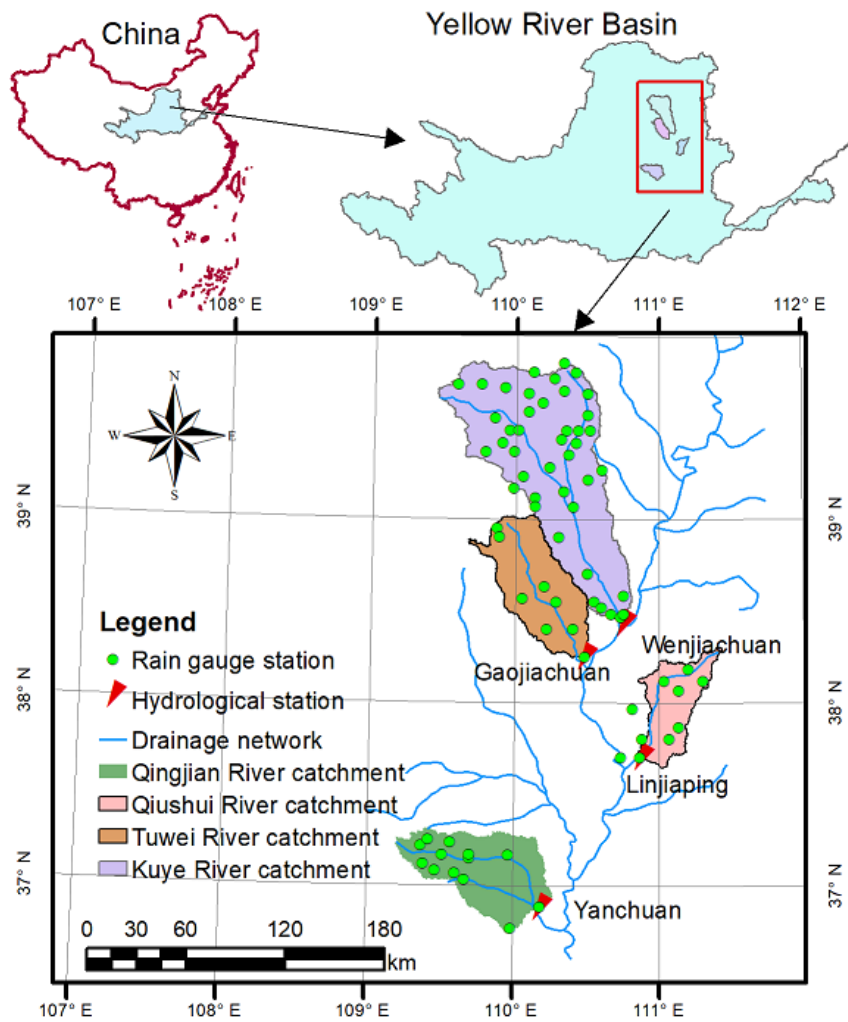 China
Yellow River Basin
107° E
108° E
109° E
110° E
111° E
112° E
N
W
E
S
39° N
39° N
Legend
Rain gauge station
Hydrological station
Drainage network
Qingjian River catchment
Qiushui River catchment
Tuwei River catchment
Kuye River catchment
Gaojiachuan
Wenjiachuan
38° N
38° N
Linjiaping
37° N
37° N
Yanchuan
0 30 60 120 180
km
107° E
108° E
109° E
110° E
111° E